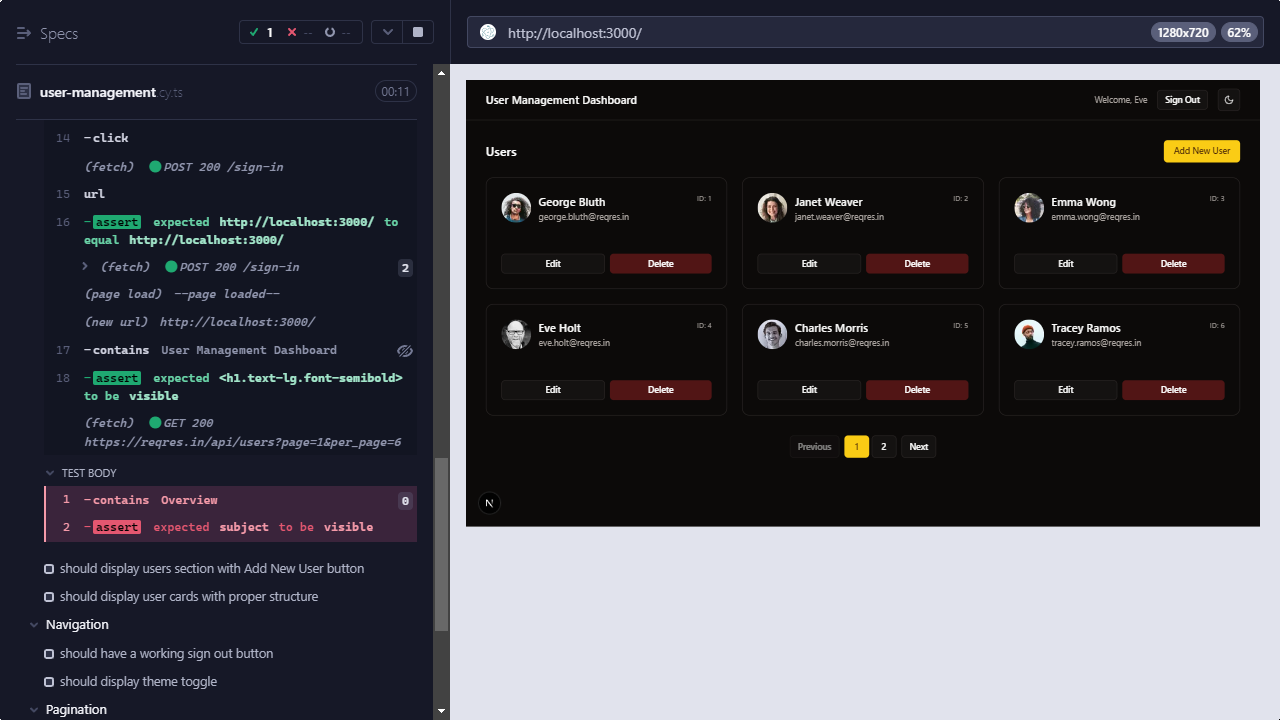 Specs
1
--
--
user-management.cy.ts
00:11
14 -click
(fetch) POST 200 /sign-in
15 url
16 -assert expected http://localhost:3000/ to
equal http://localhost:3000/
(fetch) POST 200 /sign-in 2
(page load) --page loaded--
(new url) http://localhost:3000/
17 -contains User Management Dashboard
18 -assert expected <h1.text-lg.font-semibold>
to be visible
(fetch) GET 200
https://reqres.in/api/users?page=1&per_page=6
TEST BODY
1 -contains Overview 0
2 -assert expected subject to be visible
should display users section with Add New User button
should display user cards with proper structure
Navigation
should have a working sign out button
should display theme toggle
Pagination
http://localhost:3000/
1280x720
62%
User Management Dashboard
Welcome, Eve
Sign Out
Users
Add New User
George Bluth
ID: 1
george.bluth@reqres.in
Edit
Delete
Janet Weaver
ID: 2
janet.weaver@reqres.in
Edit
Delete
Emma Wong
ID: 3
emma.wong@reqres.in
Edit
Delete
Eve Holt
ID: 4
eve.holt@reqres.in
Edit
Delete
Charles Morris
ID: 5
charles.morris@reqres.in
Edit
Delete
Tracey Ramos
ID: 6
tracey.ramos@reqres.in
Edit
Delete
Previous
1
2
Next
N